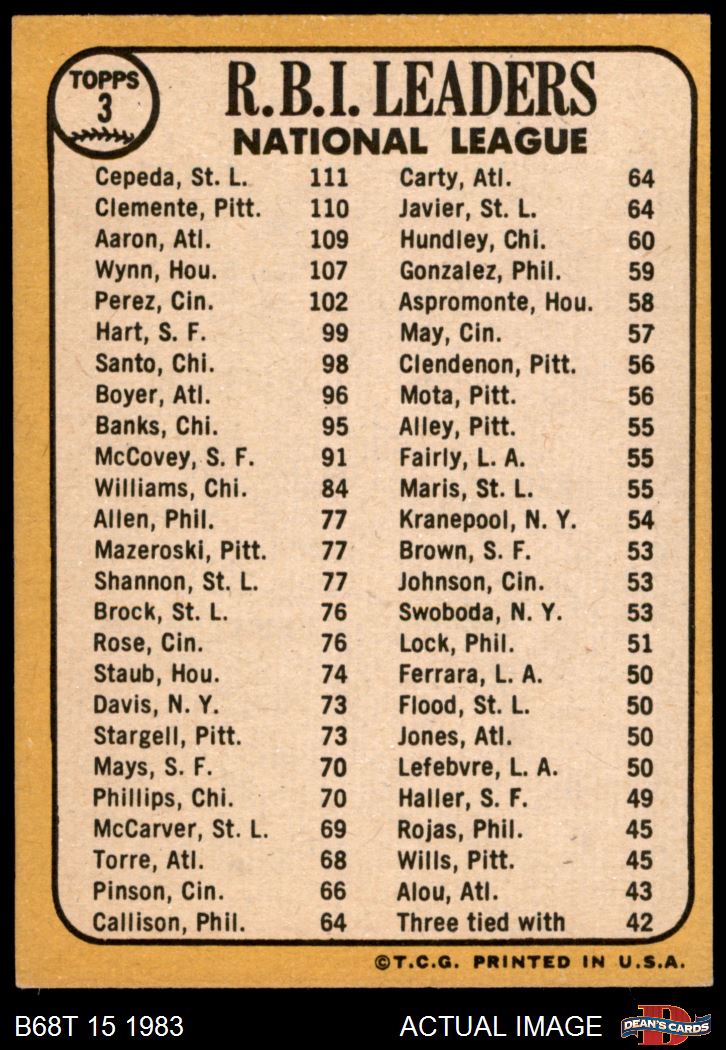 TOPPS
3
R.B.I. LEADERS
NATIONAL LEAGUE
Cepeda, St. L. 111
Clemente, Pitt. 110
Aaron, Atl. 109
Wynn, Hou. 107
Perez, Cin. 102
Hart, S. F. 99
Santo, Chi. 98
Boyer, Atl. 96
Banks, Chi. 95
McCovey, S. F. 91
Williams, Chi. 84
Allen, Phil. 77
Mazeroski, Pitt. 77
Shannon, St. L. 77
Brock, St. L. 76
Rose, Cin. 76
Staub, Hou. 74
Davis, N. Y. 73
Stargell, Pitt. 73
Mays, S. F. 70
Phillips, Chi. 70
McCarver, St. L. 69
Torre, Atl. 68
Pinson, Cin. 66
Callison, Phil. 64
Carty, Atl. 64
Javier, St. L. 64
Hundley, Chi. 60
Gonzalez, Phil. 59
Aspromonte, Hou. 58
May, Cin. 57
Clendenon, Pitt. 56
Mota, Pitt. 56
Alley, Pitt. 55
Fairly, L. A. 55
Maris, St. L. 55
Kranepool, N. Y. 54
Brown, S. F. 53
Johnson, Cin. 53
Swoboda, N. Y. 53
Lock, Phil. 51
Ferrara, L. A. 50
Flood, St. L. 50
Jones, Atl. 50
Lefebvre, L. A. 50
Haller, S. F. 49
Rojas, Phil. 45
Wills, Pitt. 45
Alou, Atl. 43
Three tied with 42
©T.C.G. PRINTED IN U.S.A.
B68T 15 1983
ACTUAL IMAGE
D
DEAN'S CARDS